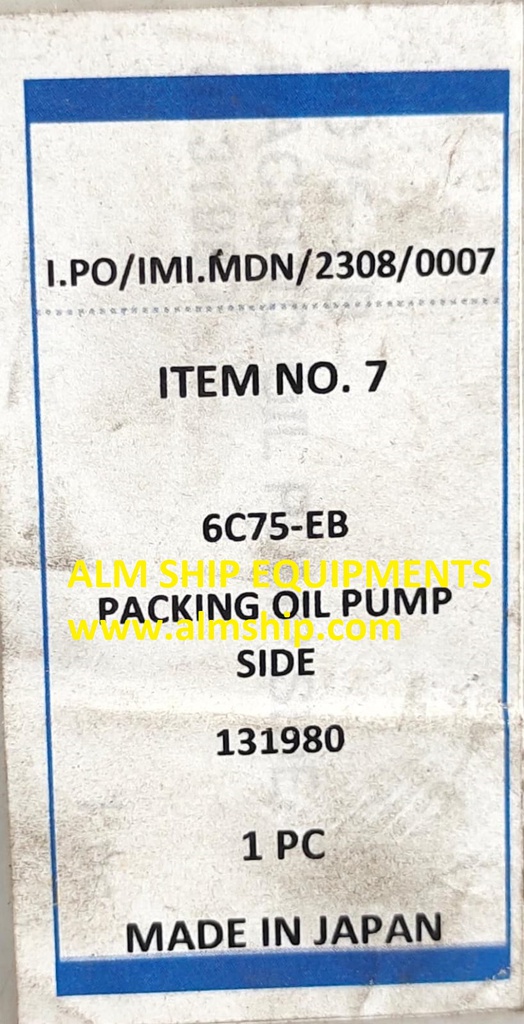 I.PO/IMI.MDN/2308/0007
ITEM NO. 7
6C75-EB
ALM SHIP EQUIPMENTS
PACKING OIL PUMP
www.almship.com
SIDE
131980
1 PC
MADE IN JAPAN